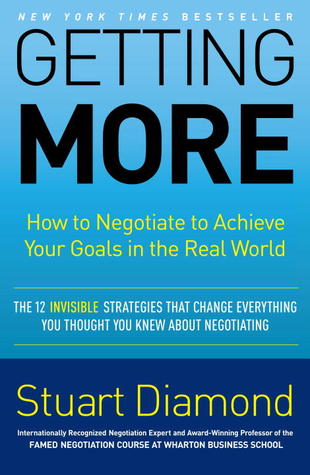 NEW YORK TIMES BESTSELLER
GETTING
MORE
How to Negotiate to Achieve
Your Goals in the Real World
THE 12 INVISIBLE STRATEGIES THAT CHANGE EVERYTHING
YOU THOUGHT YOU KNEW ABOUT NEGOTIATING
Stuart Diamond
Internationally Recognized Negotiation Expert and Award-Winning Professor of the
FAMED NEGOTIATION COURSE AT WHARTON BUSINESS SCHOOL